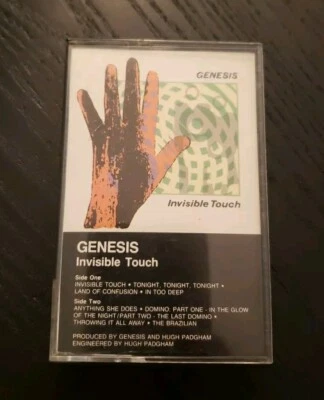 GENESIS
Invisible Touch
GENESIS
Invisible Touch
Side One
INVISIBLE TOUCH • TONIGHT, TONIGHT, TONIGHT •
LAND OF CONFUSION • IN TOO DEEP
Side Two
ANYTHING SHE DOES • DOMINO: PART ONE - IN THE GLOW
OF THE NIGHT/PART TWO - THE LAST DOMINO •
THROWING IT ALL AWAY • THE BRAZILIAN
PRODUCED BY GENESIS AND HUGH PADGHAM
ENGINEERED BY HUGH PADGHAM